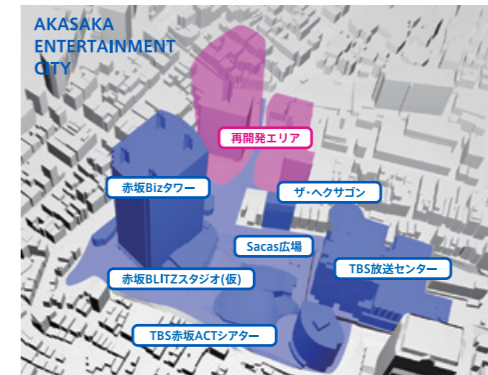 AKASAKA
ENTERTAINMENT
CITY
再開発エリア
赤坂Bizタワー
ザ・ヘクサゴン
Sacas広場
TBS放送センター
赤坂BLITZスタジオ(仮)
TBS赤坂ACTシアター